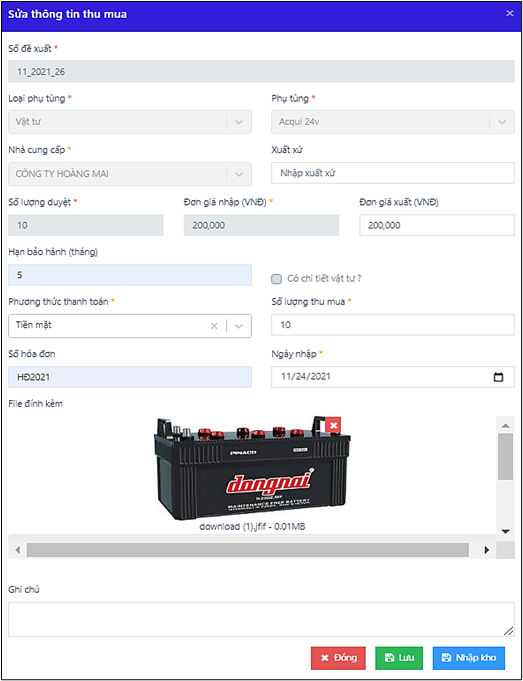 Sửa thông tin thu mua ×
Số đề xuất *
11_2021_26
Loại phụ tùng * Phụ tùng *
Vật tư Acqui 24v
Nhà cung cấp * Xuất xứ
CÔNG TY HOÀNG MAI Nhập xuất xứ
Số lượng duyệt * Đơn giá nhập (VNĐ) * Đơn giá xuất (VNĐ)
10 200,000 200,000
Hạn bảo hành (tháng)
5 Có chi tiết vật tư ?
Phương thức thanh toán * Số lượng thu mua *
Tiền mặt 10
Số hóa đơn Ngày nhập *
HĐ2021 11/24/2021
File đính kèm
PINACO
dongnai
MAINTENANCE FREE BATTERY
download (1).jfif - 0.01MB
Ghi chú
Đóng Lưu Nhập kho